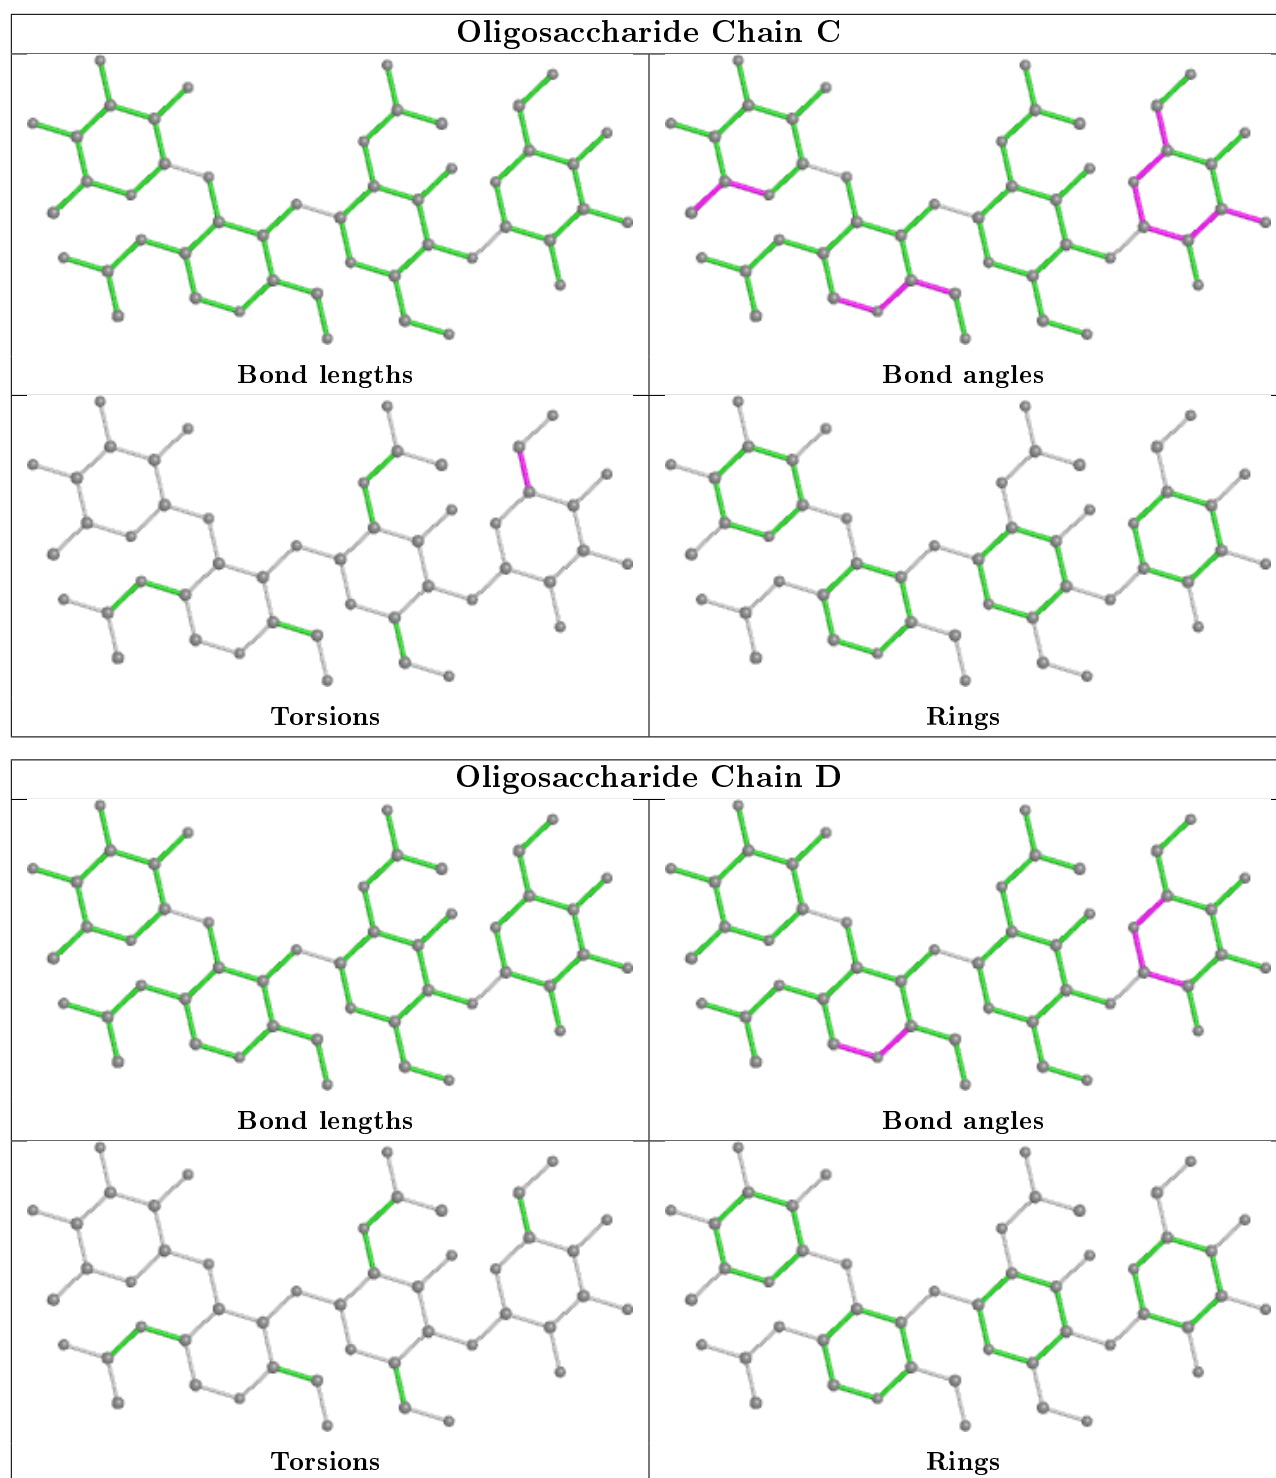 Oligosaccharide Chain C
Bond lengths
Bond angles
Torsions
Rings
Oligosaccharide Chain D
Bond lengths
Bond angles
Torsions
Rings